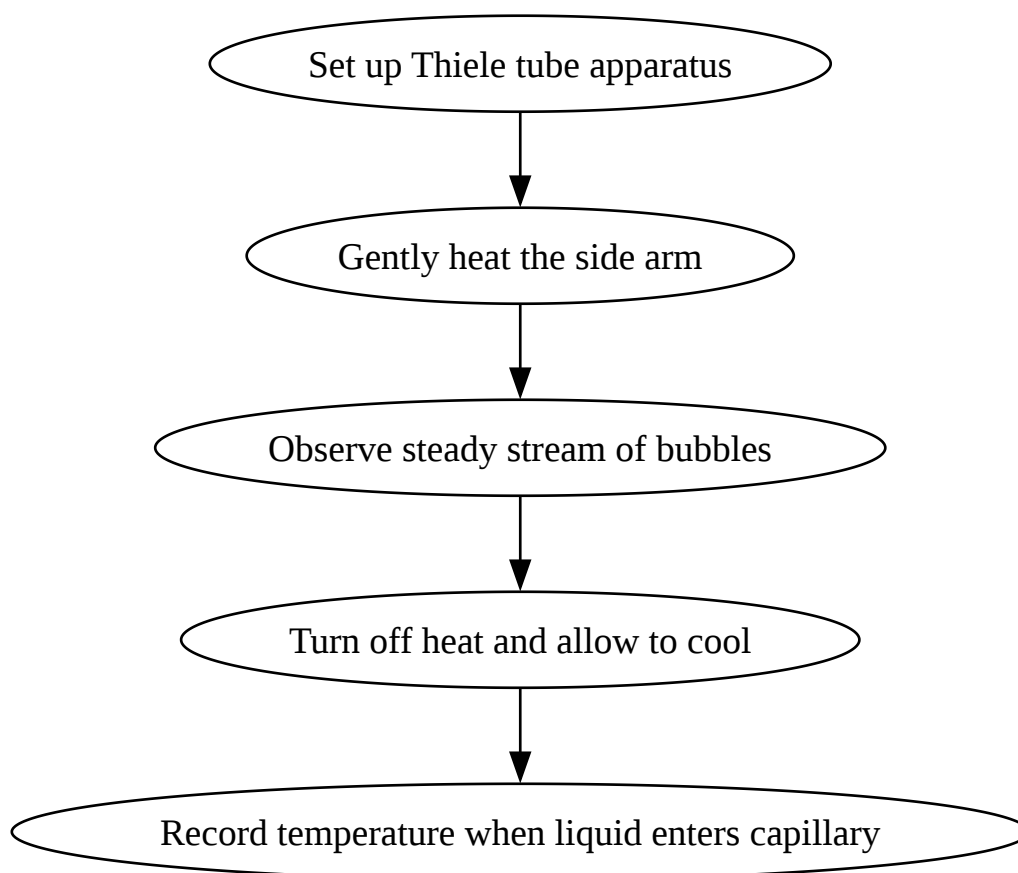 Set up Thiele tube apparatus
Gently heat the side arm
Observe steady stream of bubbles
Turn off heat and allow to cool
Record temperature when liquid enters capillary